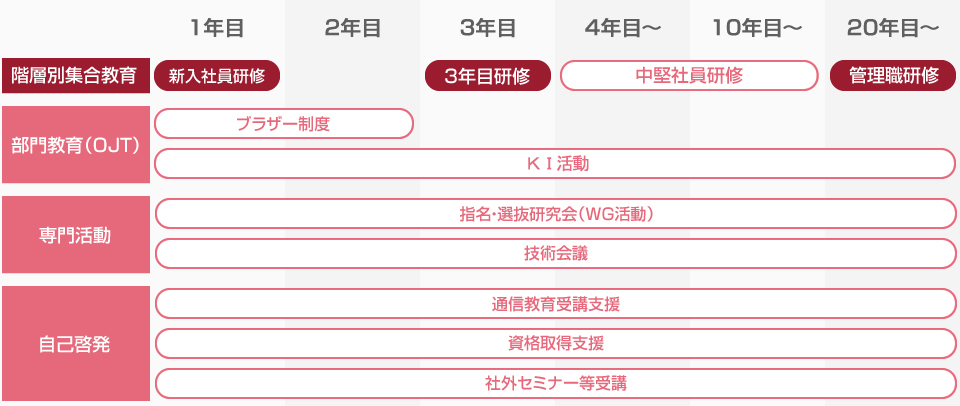 1年目 2年目 3年目 4年目～ 10年目～ 20年目～
階層別集合教育 新入社員研修 3年目研修 中堅社員研修 管理職研修
部門教育（OJT）
ブラザー制度
ＫＩ活動
専門活動
指名・選抜研究会（WG活動）
技術会議
自己啓発
通信教育受講支援
資格取得支援
社外セミナー等受講